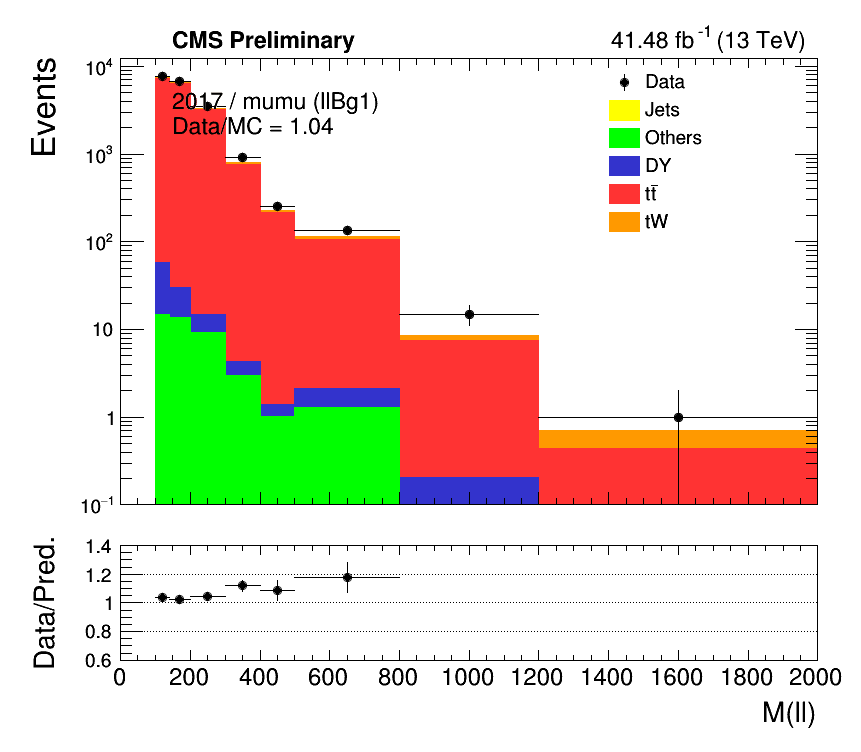 CMS Preliminary
41.48 fb⁻¹ (13 TeV)
Events
10⁴
10³
10²
10
1
10⁻¹
2017 / mumu (llBg1)
Data/MC = 1.04
Data
Jets
Others
DY
tt̄
tW
Data/Pred.
1.4
1.2
1
0.8
0.6
0 200 400 600 800 1000 1200 1400 1600 1800 2000
M(ll)